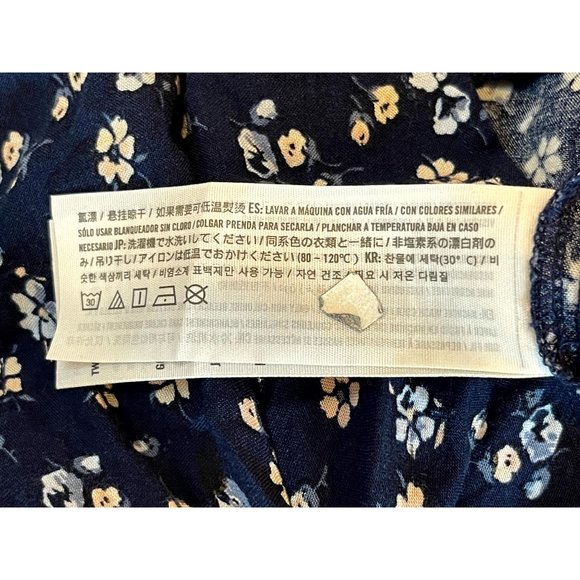 氯漂 / 悬挂晾干 / 如果需要可低温熨烫 ES: LAVAR A MÁQUINA CON AGUA FRÍA / CON COLORES SIMILARES /
SÓLO USAR BLANQUEADOR SIN CLORO / COLGAR PRENDA PARA SECARLA / PLANCHAR A TEMPERATURA BAJA EN CASO
NECESARIO JP: 洗濯機で水洗いしてください / 同系色の衣類と一緒に / 非塩素系の漂白剤の
み / 吊り干し / アイロンは低温でおかけください(80 - 120℃) KR: 찬물에 세탁(30° C) / 비
슷한 색상끼리 세탁 / 비염소계 표백제만 사용 가능 / 자연 건조 / 필요 시 저온 다림질
30